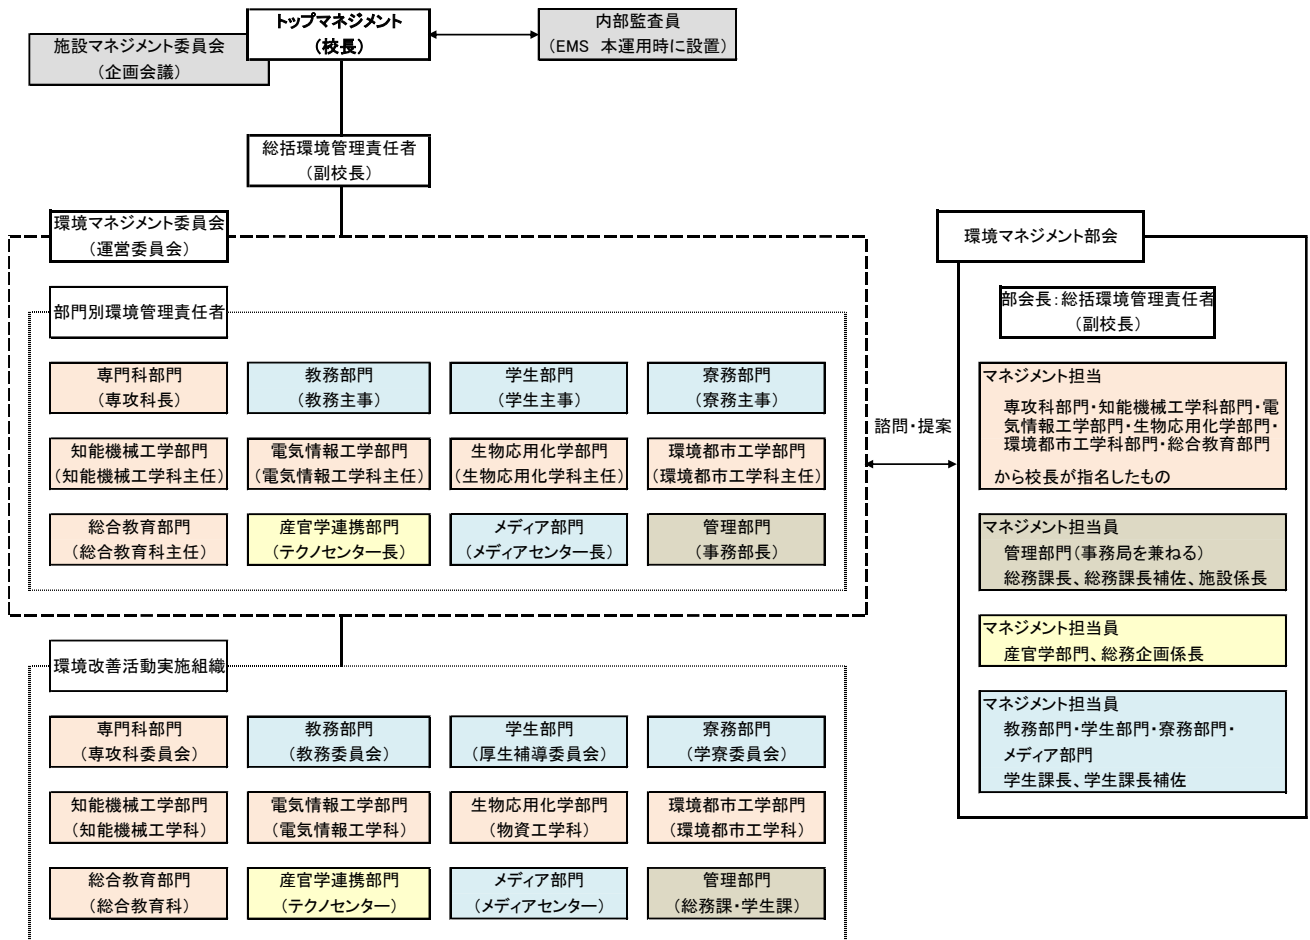 トップマネジメント
（校長）
内部監査員
（EMS 本運用時に設置）
施設マネジメント委員会
（企画会議）
総括環境管理責任者
（副校長）
環境マネジメント委員会
（運営委員会）
部門別環境管理責任者
専門科部門
（専攻科長）
教務部門
（教務主事）
学生部門
（学生主事）
寮務部門
（寮務主事）
知能機械工学部門
（知能機械工学科主任）
電気情報工学部門
（電気情報工学科主任）
生物応用化学部門
（生物応用化学科主任）
環境都市工学部門
（環境都市工学科主任）
総合教育部門
（総合教育科主任）
産官学連携部門
（テクノセンター長）
メディア部門
（メディアセンター長）
管理部門
（事務部長）
諮問・提案
環境マネジメント部会
部会長：総括環境管理責任者
（副校長）
マネジメント担当
専攻科部門・知能機械工学科部門・電
気情報工学部門・生物応用化学部門・
環境都市工学科部門・総合教育部門
から校長が指名したもの
マネジメント担当員
管理部門（事務局を兼ねる）
総務課長、総務課長補佐、施設係長
マネジメント担当員
産官学部門、総務企画係長
マネジメント担当員
教務部門・学生部門・寮務部門・
メディア部門
学生課長、学生課長補佐
環境改善活動実施組織
専門科部門
（専攻科委員会）
教務部門
（教務委員会）
学生部門
（厚生補導委員会）
寮務部門
（学寮委員会）
知能機械工学部門
（知能機械工学科）
電気情報工学部門
（電気情報工学科）
生物応用化学部門
（物資工学科）
環境都市工学部門
（環境都市工学科）
総合教育部門
（総合教育科）
産官学連携部門
（テクノセンター）
メディア部門
（メディアセンター）
管理部門
（総務課・学生課）